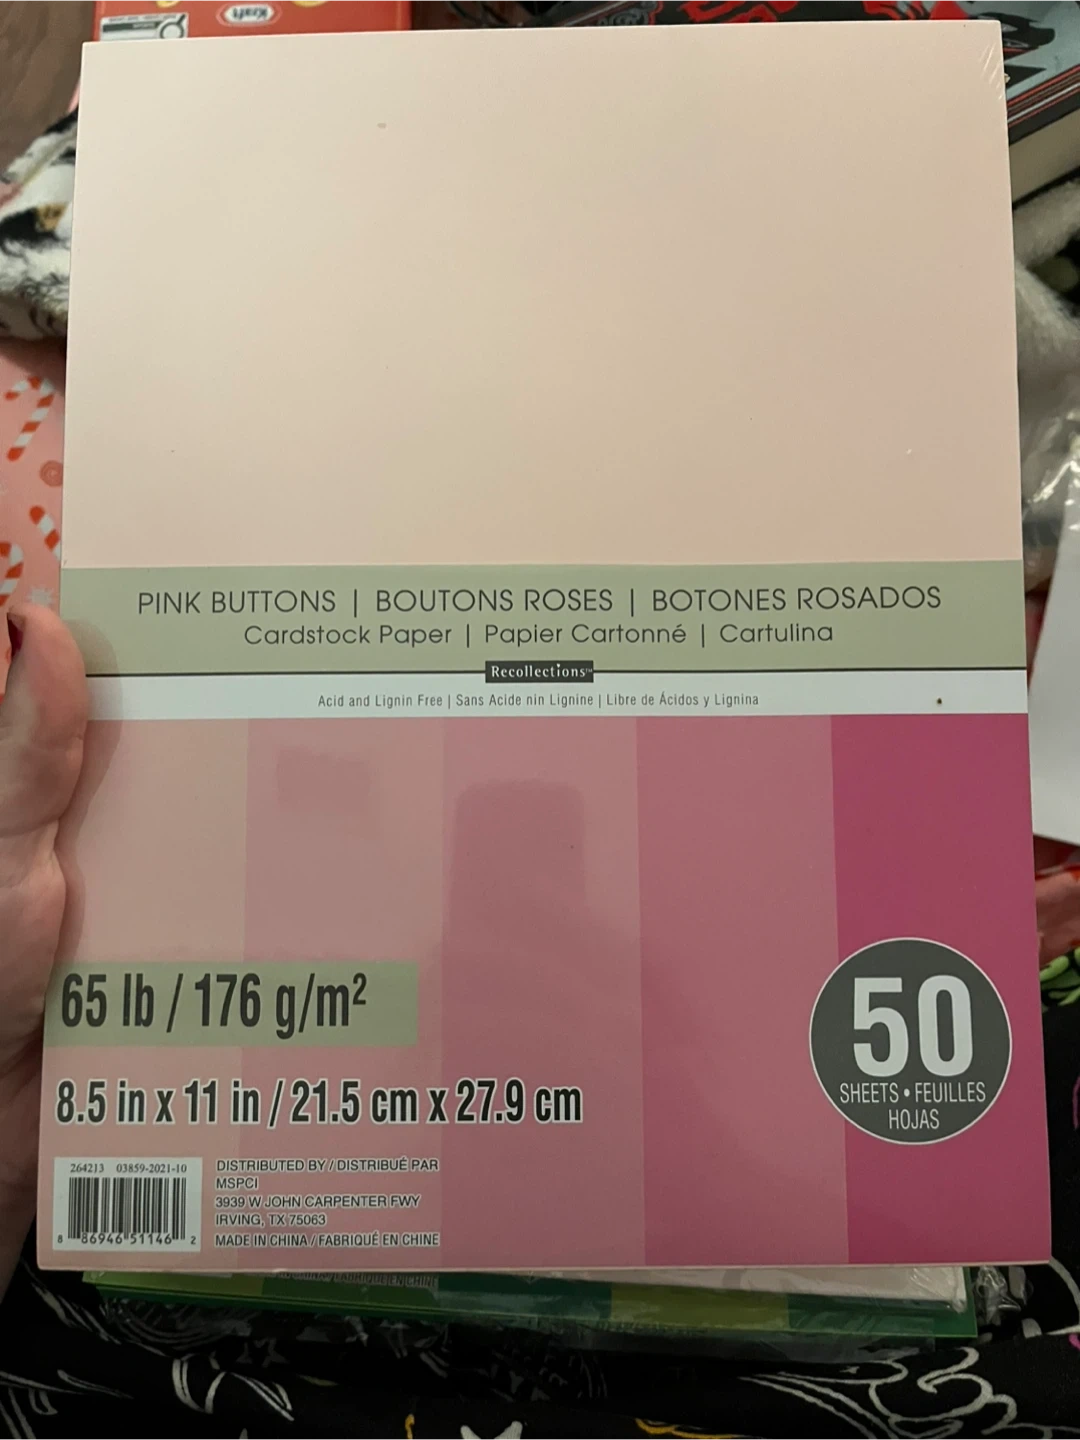 Kraft
PINK BUTTONS | BOUTONS ROSES | BOTONES ROSADOS
Cardstock Paper | Papier Cartonné | Cartulina
Recollections™
Acid and Lignin Free | Sans Acide nin Lignine | Libre de Ácidos y Lignina
65 lb / 176 g/m²
8.5 in x 11 in / 21.5 cm x 27.9 cm
50
SHEETS • FEUILLES
HOJAS
264213 03859-2021-10
8 86946 51146 2
DISTRIBUTED BY / DISTRIBUÉ PAR
MSPCI
3939 W JOHN CARPENTER FWY
IRVING, TX 75063
MADE IN CHINA / FABRIQUÉ EN CHINE